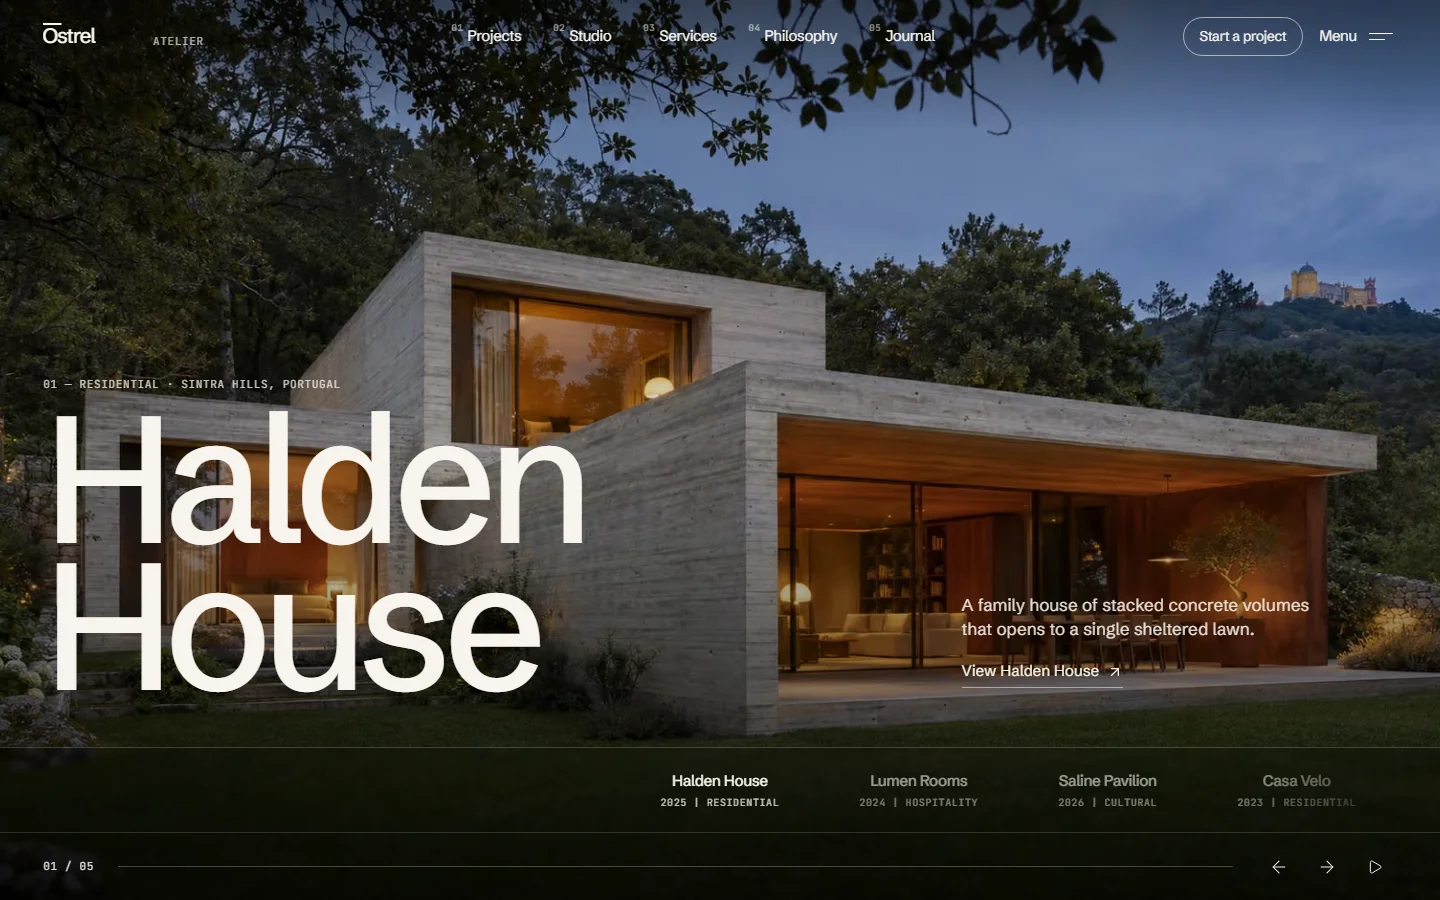 Ōstrel
ATELIER
01 Projects
02 Studio
03 Services
04 Philosophy
05 Journal
Start a project
Menu
01 — RESIDENTIAL · SINTRA HILLS, PORTUGAL
Halden
House
A family house of stacked concrete volumes
that opens to a single sheltered lawn.
View Halden House
Halden House
2025 | RESIDENTIAL
Lumen Rooms
2024 | HOSPITALITY
Saline Pavilion
2026 | CULTURAL
Casa Velo
2023 | RESIDENTIAL
01 / 05